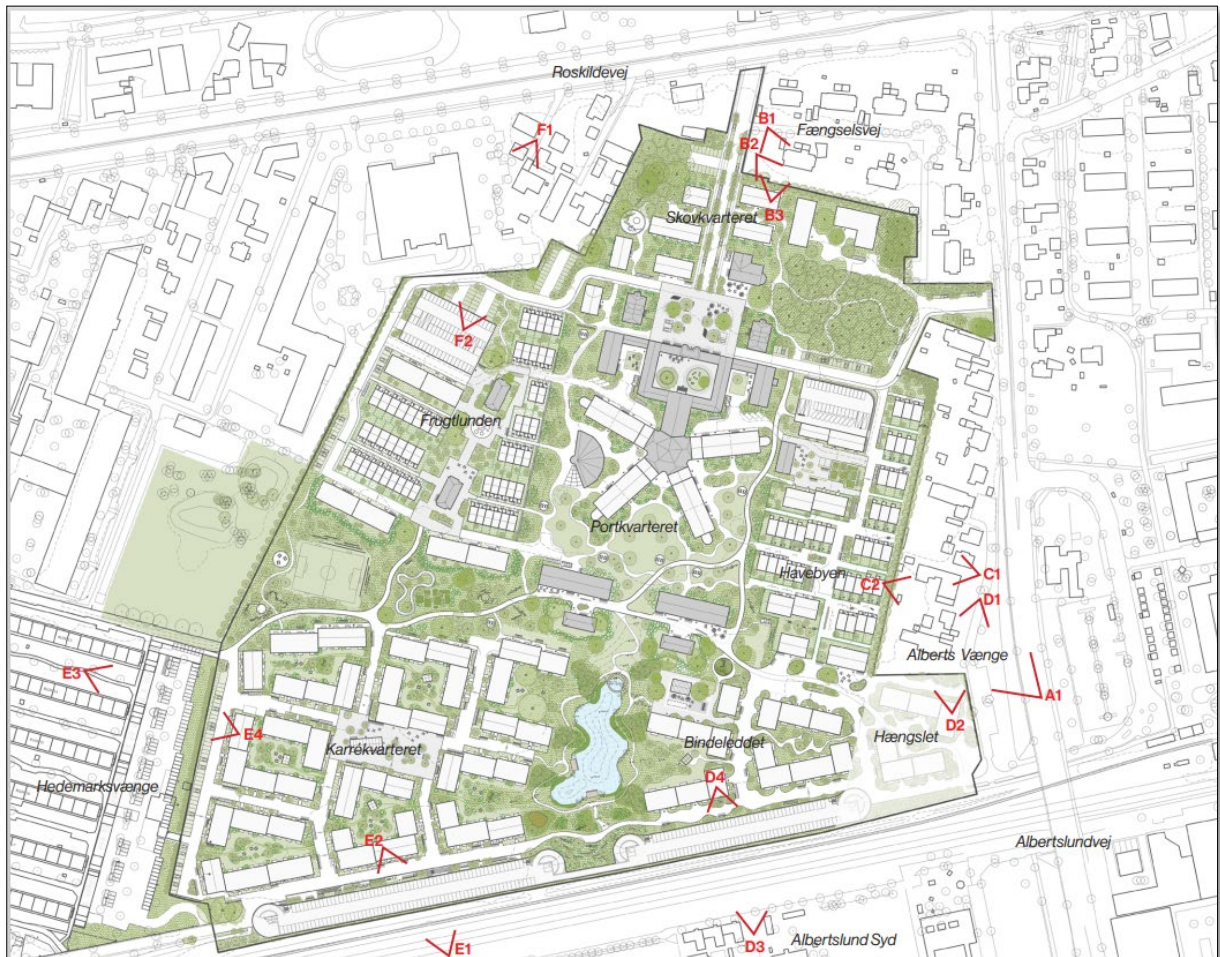 Roskildevej
B1
F1
Fængselsvej
B2
B3
Skovkvarteret
F2
Frugtlunden
Portkvarteret
Havebyen
C2
C1
D1
Alberts Vænge
E3
A1
D2
E4
Hængslet
Bindeleddet
Karrékvarteret
D4
Hedemarksvænge
E2
Albertslundvej
D3
Albertslund Syd
E1